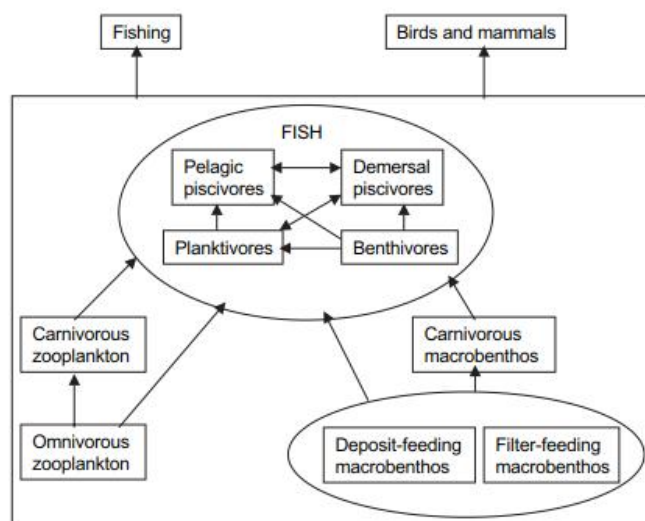 Fishing
Birds and mammals
FISH
Pelagic
piscivores
Demersal
piscivores
Planktivores
Benthivores
Carnivorous
zooplankton
Carnivorous
macrobenthos
Omnivorous
zooplankton
Deposit-feeding
macrobenthos
Filter-feeding
macrobenthos